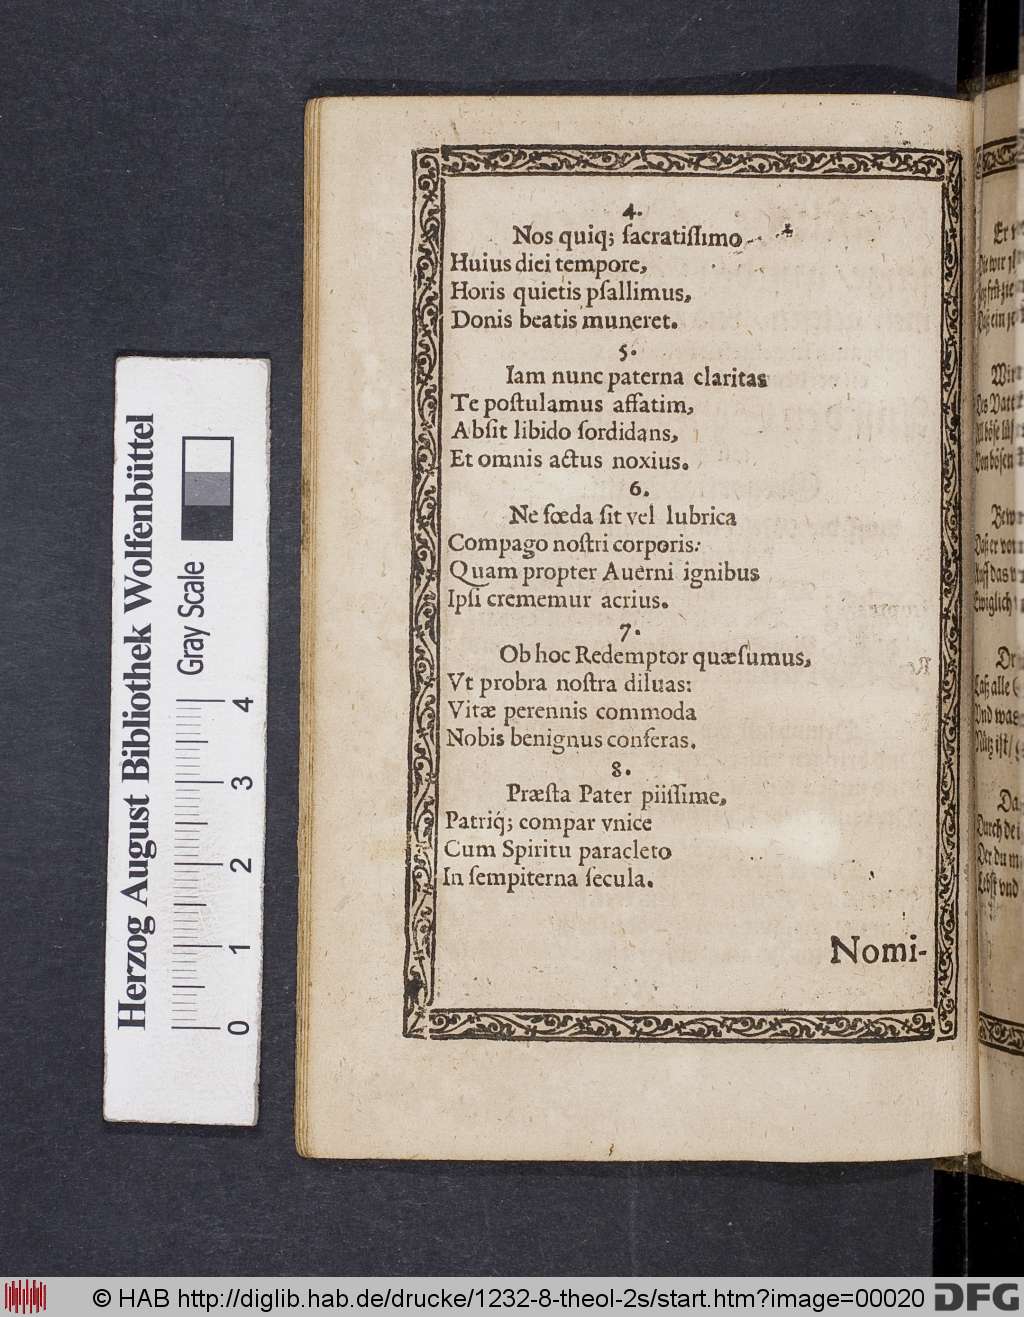 4.
Nos quiq; ſacratiſſimo
Huius diei tempore,
Horis quietis pſallimus,
Donis beatis muneret.
5.
Iam nunc paterna claritas
Te poſtulamus affatim,
Abſit libido ſordidans,
Et omnis actus noxius.
6.
Ne fœda ſit vel lubrica
Compago noſtri corporis:
Quam propter Auerni ignibus
Ipſi crememur acrius.
7.
Ob hoc Redemptor quæſumus,
Vt probra noſtra diluas:
Vitæ perennis commoda
Nobis benignus conferas.
8.
Præſta Pater piiſſime,
Patriq́; compar vnice
Cum Spiritu paracleto
In ſempiterna ſecula.
Nomi-
Herzog August Bibliothek Wolfenbüttel
Gray Scale
0 1 2 3 4
© HAB http://diglib.hab.de/drucke/1232-8-theol-2s/start.htm?image=00020
DFG